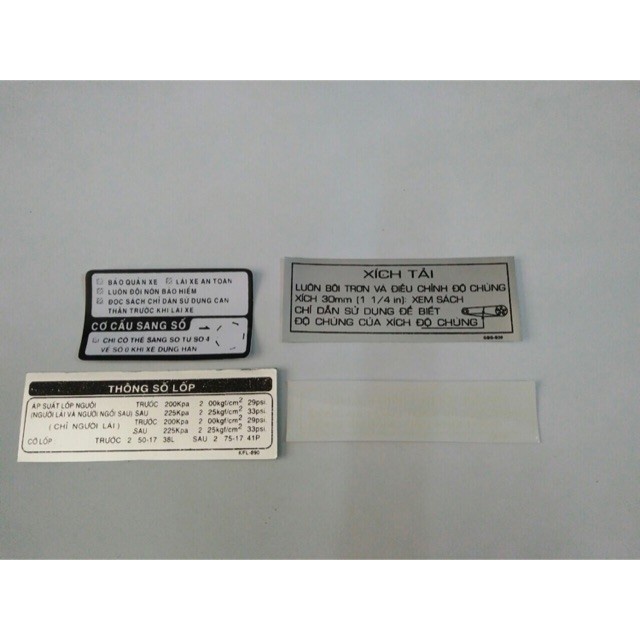 BẢO QUẢN XE LÁI XE AN TOÀN
LUÔN ĐỘI NÓN BẢO HIỂM
ĐỌC SÁCH CHỈ DẪN SỬ DỤNG CẨN
THẬN TRƯỚC KHI LÁI XE
CƠ CẤU SANG SỐ
CHỈ CÓ THỂ SANG SỐ TỪ SỐ 4
VỀ SỐ 0 KHI XE DỪNG HẲN
XÍCH TẢI
LUÔN BÔI TRƠN VÀ ĐIỀU CHỈNH ĐỘ CHÙNG
XÍCH 30mm (1 1/4 in). XEM SÁCH
CHỈ DẪN SỬ DỤNG ĐỂ BIẾT
ĐỘ CHÙNG CỦA XÍCH ĐỘ CHÙNG
THÔNG SỐ LỐP
ÁP SUẤT LỐP NGUỘI TRƯỚC 200Kpa 2 00kgf/cm2 29psi
(NGƯỜI LÁI VÀ NGƯỜI NGỒI SAU) SAU 225Kpa 2 25kgf/cm2 33psi
(CHỈ NGƯỜI LÁI) TRƯỚC 200Kpa 2 00kgf/cm2 29psi
SAU 225Kpa 2 25kgf/cm2 33psi
CỠ LỐP TRƯỚC 2 50-17 38L SAU 2 75-17 41P
KFL-890